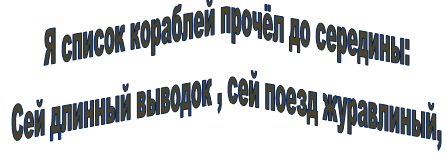 Я список кораблей прочёл до середины:
Сей длинный выводок , сей поезд журавлиный,